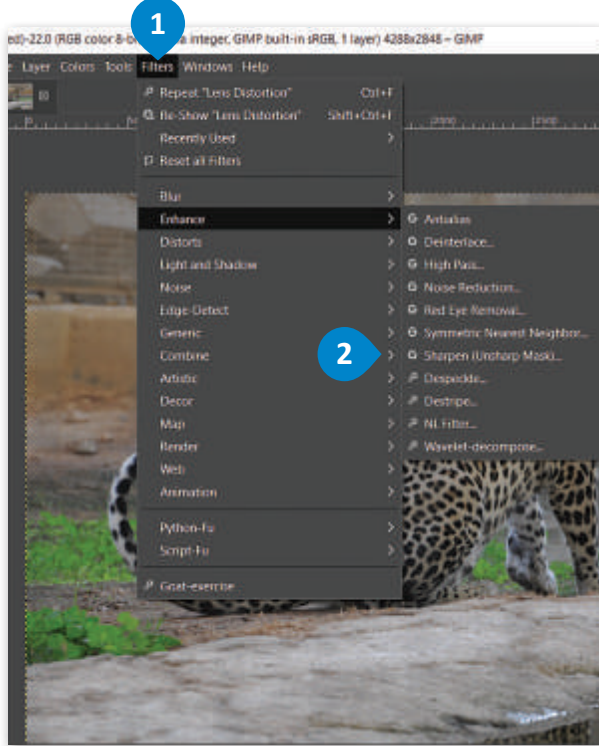 1
ed)-22.0 (RGB color 8-b a integer, GIMP built-in sRGB, 1 layer) 4288x2848 – GIMP
e Layer Colors Tools Filters Windows Help
Repeat "Lens Distortion" Ctrl+F
Re-Show "Lens Distortion" Shift+Ctrl+F
Recently Used
Reset all Filters
Blur
Enhance
Distorts
Light and Shadow
Noise
Edge-Detect
Generic
Combine
Artistic
Decor
Map
Render
Web
Animation
Python-Fu
Script-Fu
Goat-exercise
Antialias
Deinterlace...
High Pass...
Noise Reduction...
Red Eye Removal...
Symmetric Nearest Neighbor...
2
Sharpen (Unsharp Mask)...
Despeckle...
Destripe...
NL Filter...
Wavelet-decompose...